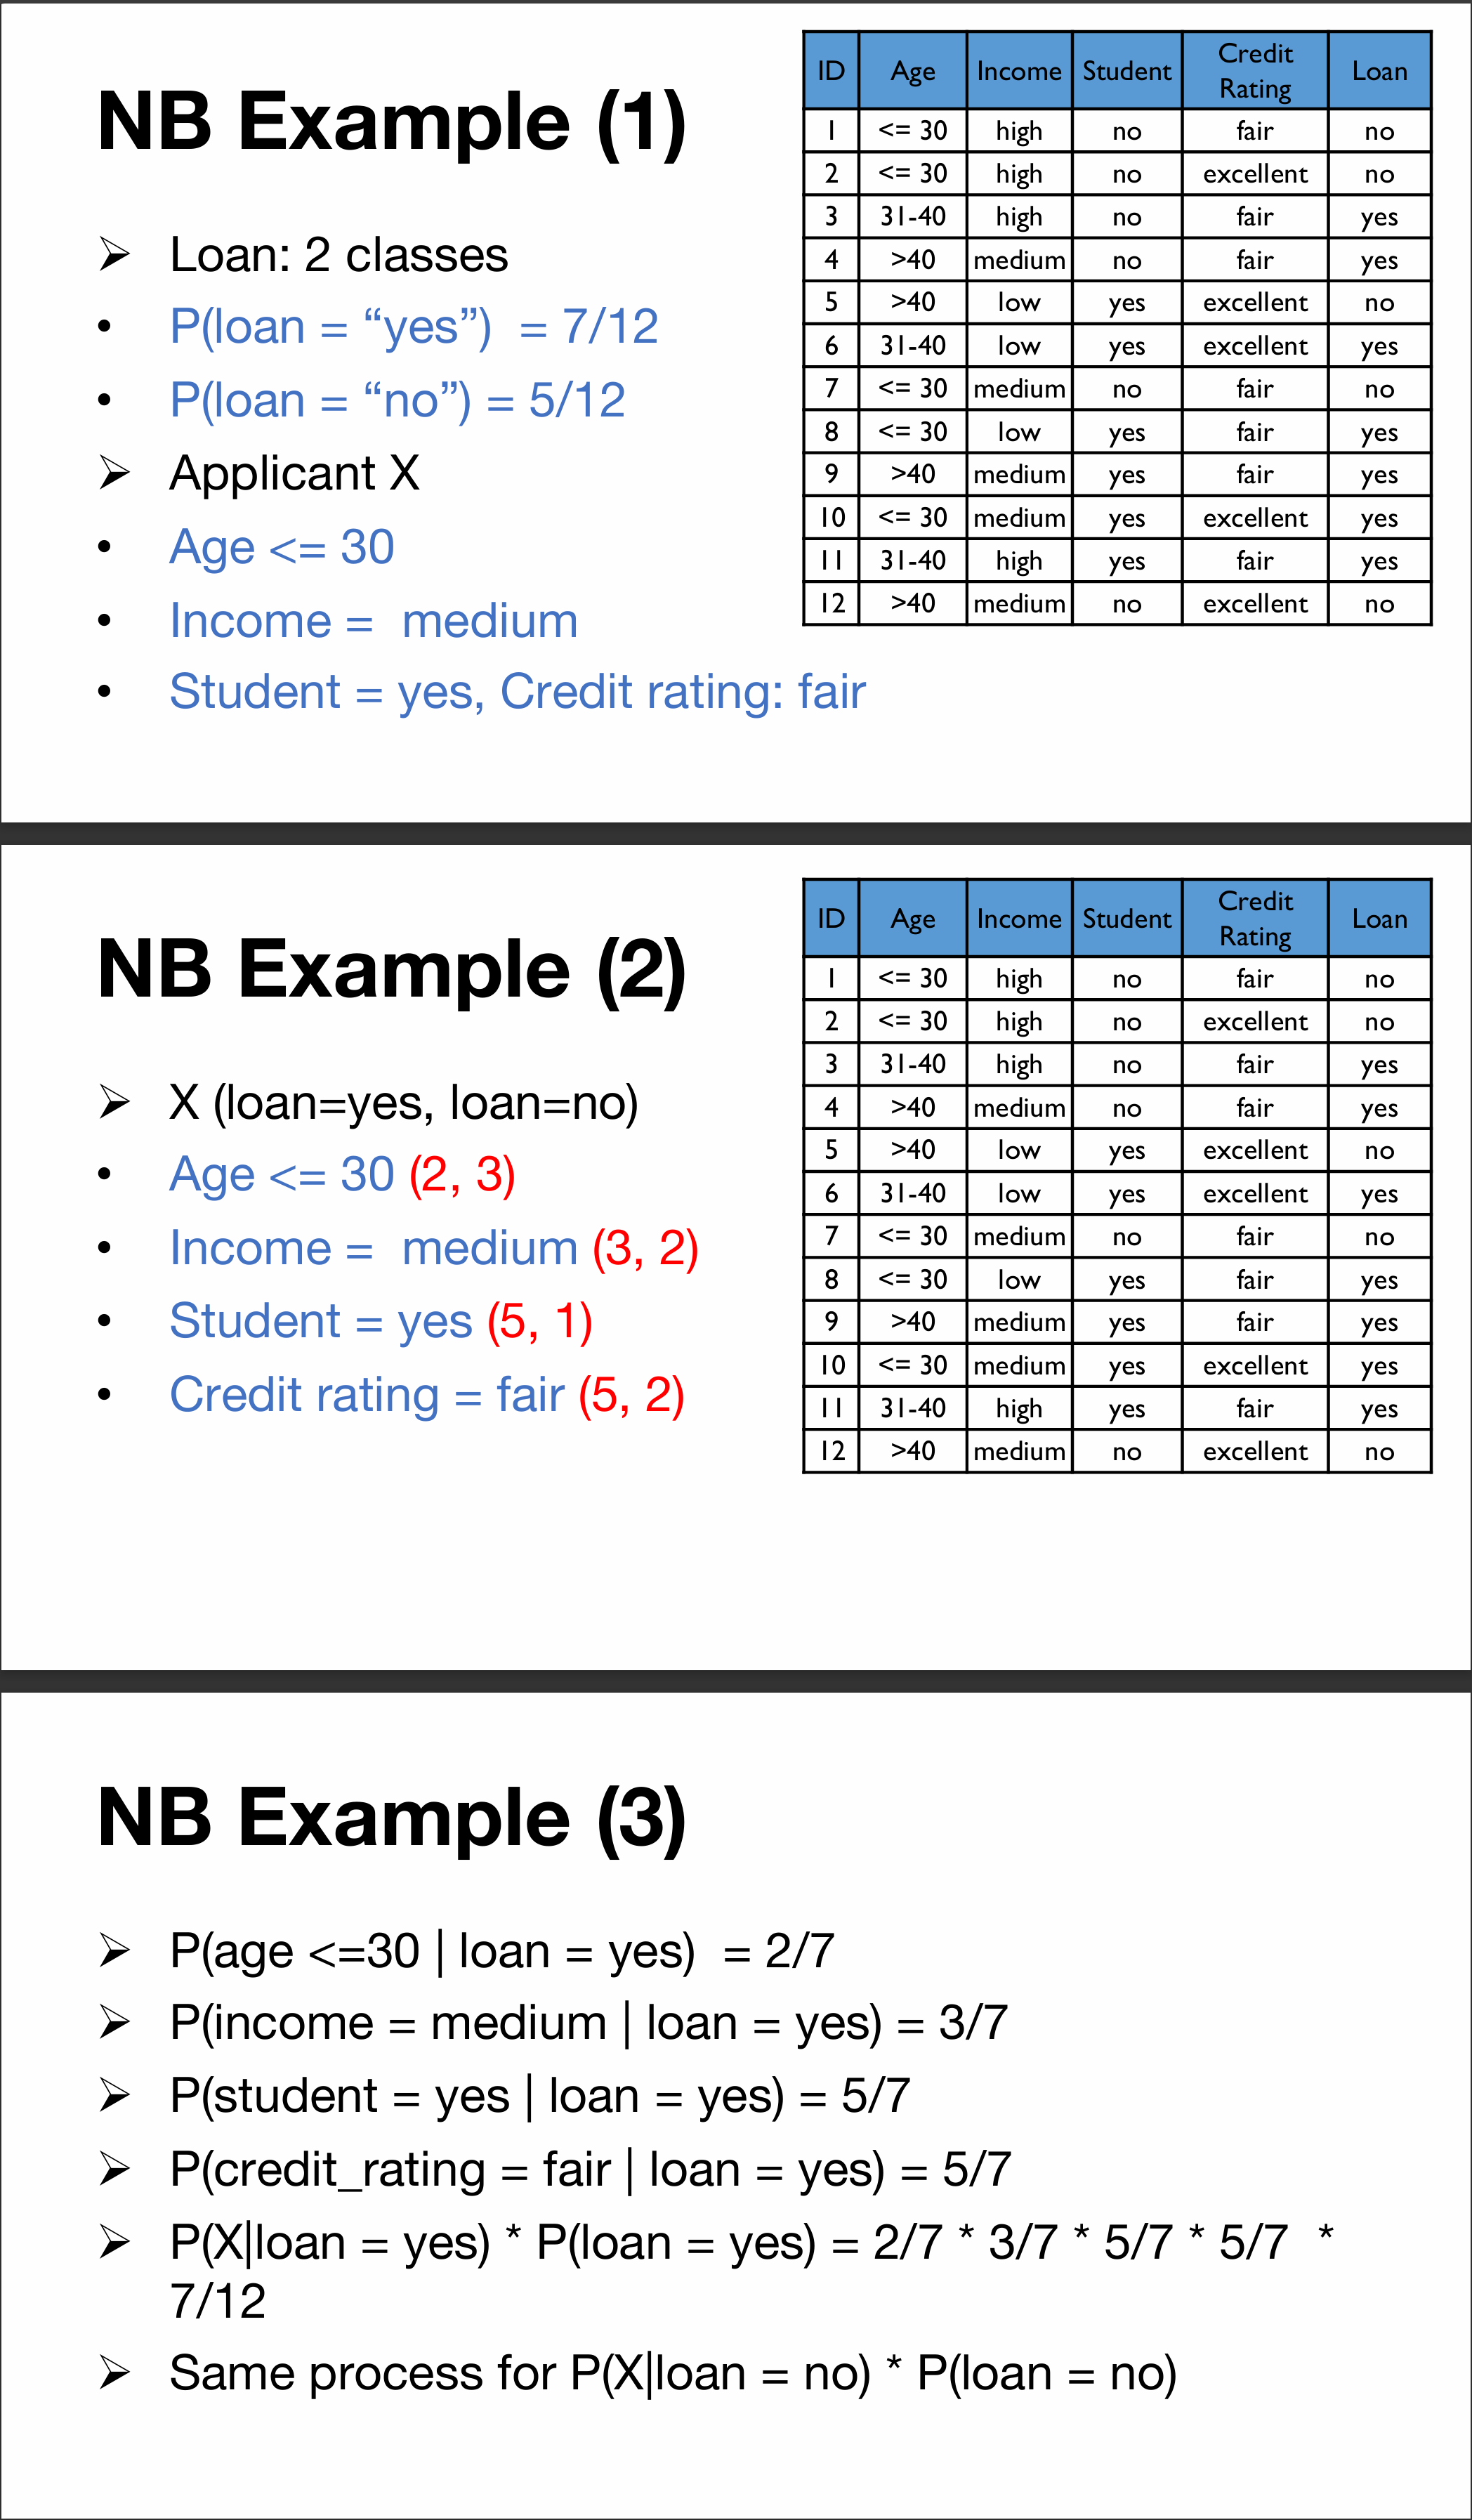 NB Example (1)
➢ Loan: 2 classes
• P(loan = “yes”) = 7/12
• P(loan = “no”) = 5/12
➢ Applicant X
• Age <= 30
• Income = medium
• Student = yes, Credit rating: fair
ID Age Income Student Credit Rating Loan
1 <= 30 high no fair no
2 <= 30 high no excellent no
3 31-40 high no fair yes
4 >40 medium no fair yes
5 >40 low yes excellent no
6 31-40 low yes excellent yes
7 <= 30 medium no fair no
8 <= 30 low yes fair yes
9 >40 medium yes fair yes
10 <= 30 medium yes excellent yes
11 31-40 high yes fair yes
12 >40 medium no excellent no
NB Example (2)
➢ X (loan=yes, loan=no)
• Age <= 30 (2, 3)
• Income = medium (3, 2)
• Student = yes (5, 1)
• Credit rating = fair (5, 2)
ID Age Income Student Credit Rating Loan
1 <= 30 high no fair no
2 <= 30 high no excellent no
3 31-40 high no fair yes
4 >40 medium no fair yes
5 >40 low yes excellent no
6 31-40 low yes excellent yes
7 <= 30 medium no fair no
8 <= 30 low yes fair yes
9 >40 medium yes fair yes
10 <= 30 medium yes excellent yes
11 31-40 high yes fair yes
12 >40 medium no excellent no
NB Example (3)
➢ P(age <=30 | loan = yes) = 2/7
➢ P(income = medium | loan = yes) = 3/7
➢ P(student = yes | loan = yes) = 5/7
➢ P(credit_rating = fair | loan = yes) = 5/7
➢ P(X|loan = yes) * P(loan = yes) = 2/7 * 3/7 * 5/7 * 5/7 *
7/12
➢ Same process for P(X|loan = no) * P(loan = no)